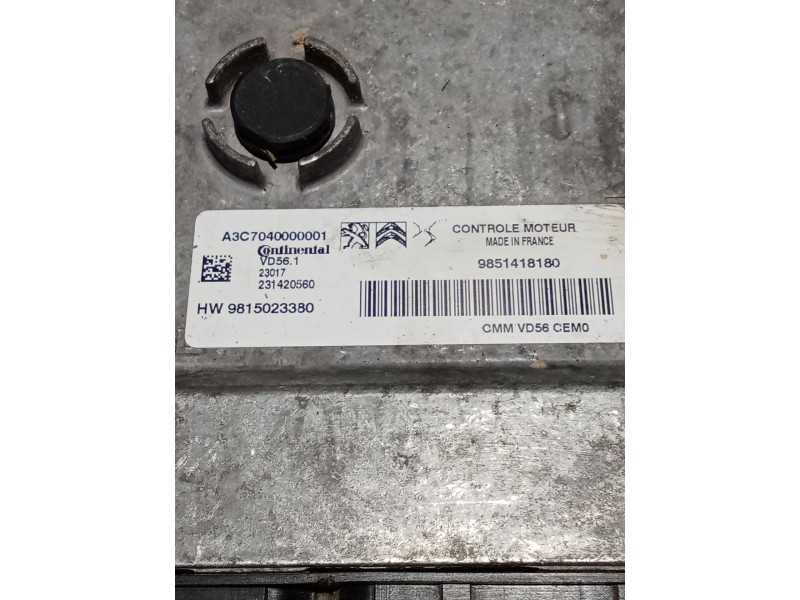 A3C7040000001
Continental
VD56.1
23017
231420560
HW 9815023380
CONTROLE MOTEUR
MADE IN FRANCE
9851418180
CMM VD56 CEM0